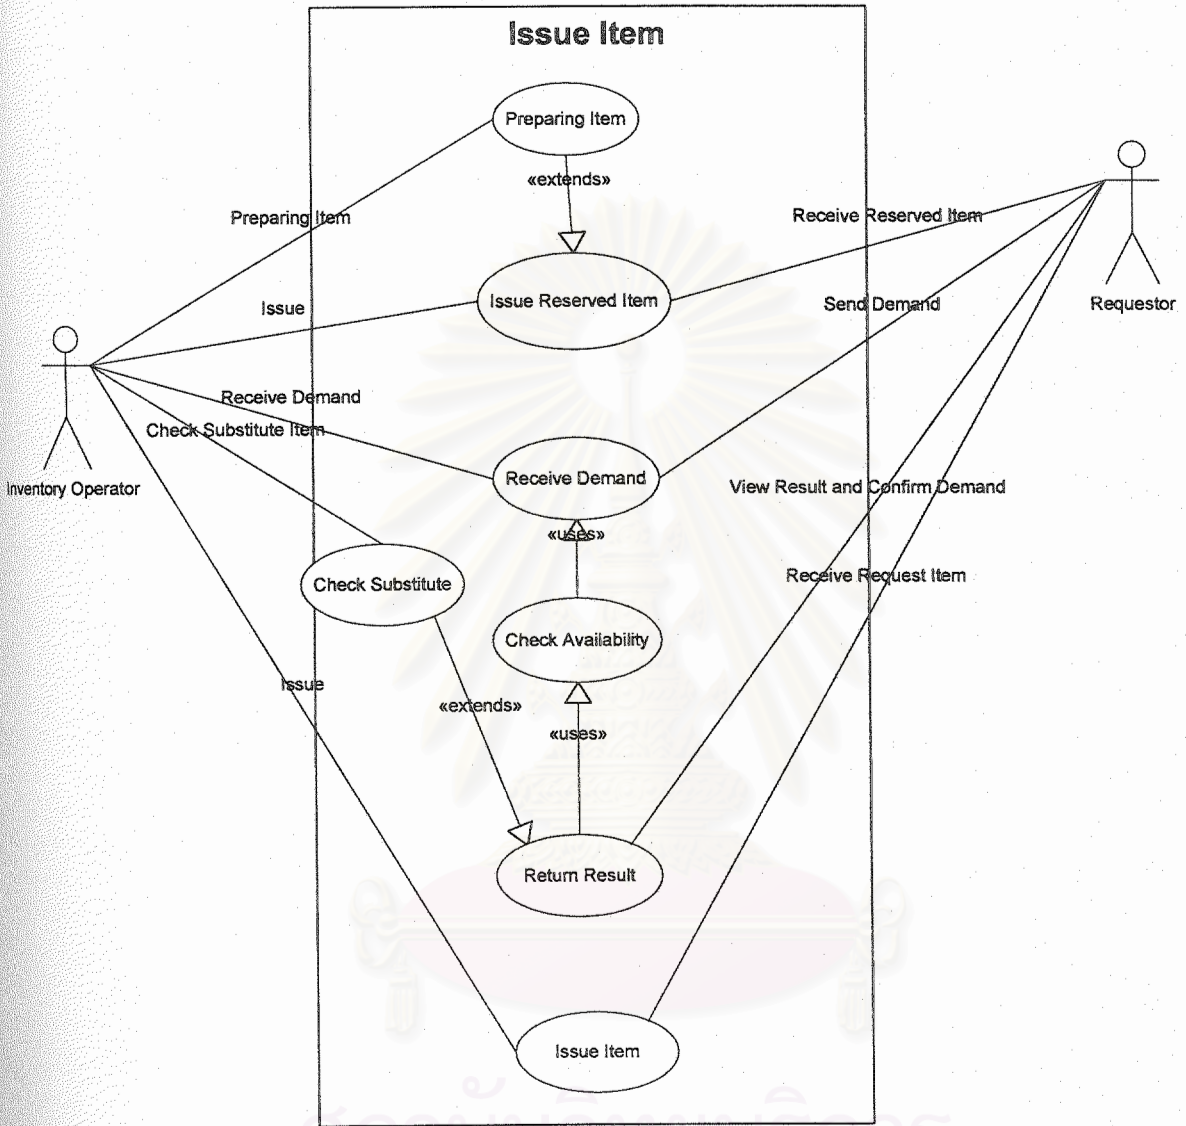 Issue Item
Preparing Item
«extends»
Preparing Item
Receive Reserved Item
Issue Reserved Item
Issue
Send Demand
Requestor
Receive Demand
Check Substitute Item
Receive Demand
Inventory Operator
View Result and Confirm Demand
«uses»
Receive Request Item
Check Substitute
Check Availability
Issue
«extends»
«uses»
Return Result
Issue Item